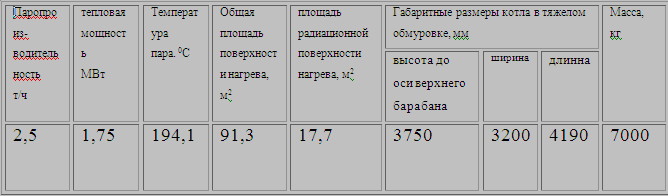 Паропро
из-
водитель
ность
т/ч
тепловая
мощност
ь
МВт
Температ
ура
пара. ⁰С
Общая
площадь
поверхност
и нагрева,
м²
площадь
радиационной
поверхности
нагрева, м²
Габаритные размеры котла в тяжелом
обмуровке, мм
высота до
оси верхнего
барабана
ширина
длинна
Масса,
кг
2,5 1,75 194,1 91,3 17,7 3750 3200 4190 7000